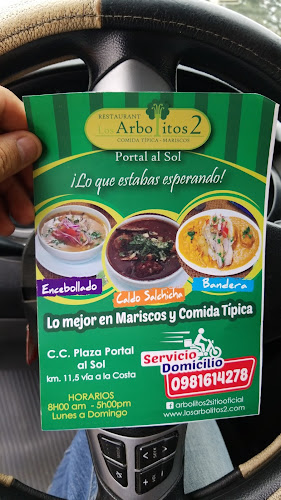 RESTAURANT
Los Arbolitos 2
COMIDA TIPICA - MARISCOS
Portal al Sol
¡Lo que estabas esperando!
Encebollado
Caldo Salchicha
Bandera
Lo mejor en Mariscos y Comida Típica
C.C. Plaza Portal
al Sol
km. 11.5 vía a la Costa
HORARIOS
8H00 am - 5h00pm
Lunes a Domingo
Servicio
Domicilio
0981614278
arbolitos2sitiooficial
www.losarbolitos2.com